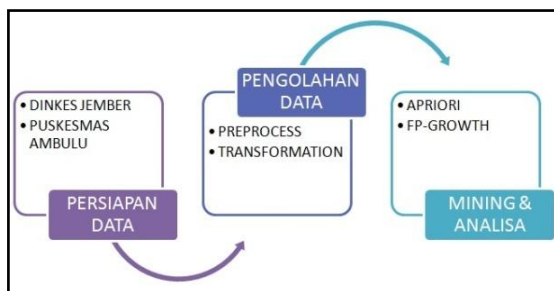 • DINKES JEMBER
• PUSKESMAS
AMBULU
PERSIAPAN
DATA
PENGOLAHAN
DATA
• PREPROCESS
• TRANSFORMATION
• APRIORI
• FP-GROWTH
MINING &
ANALISA